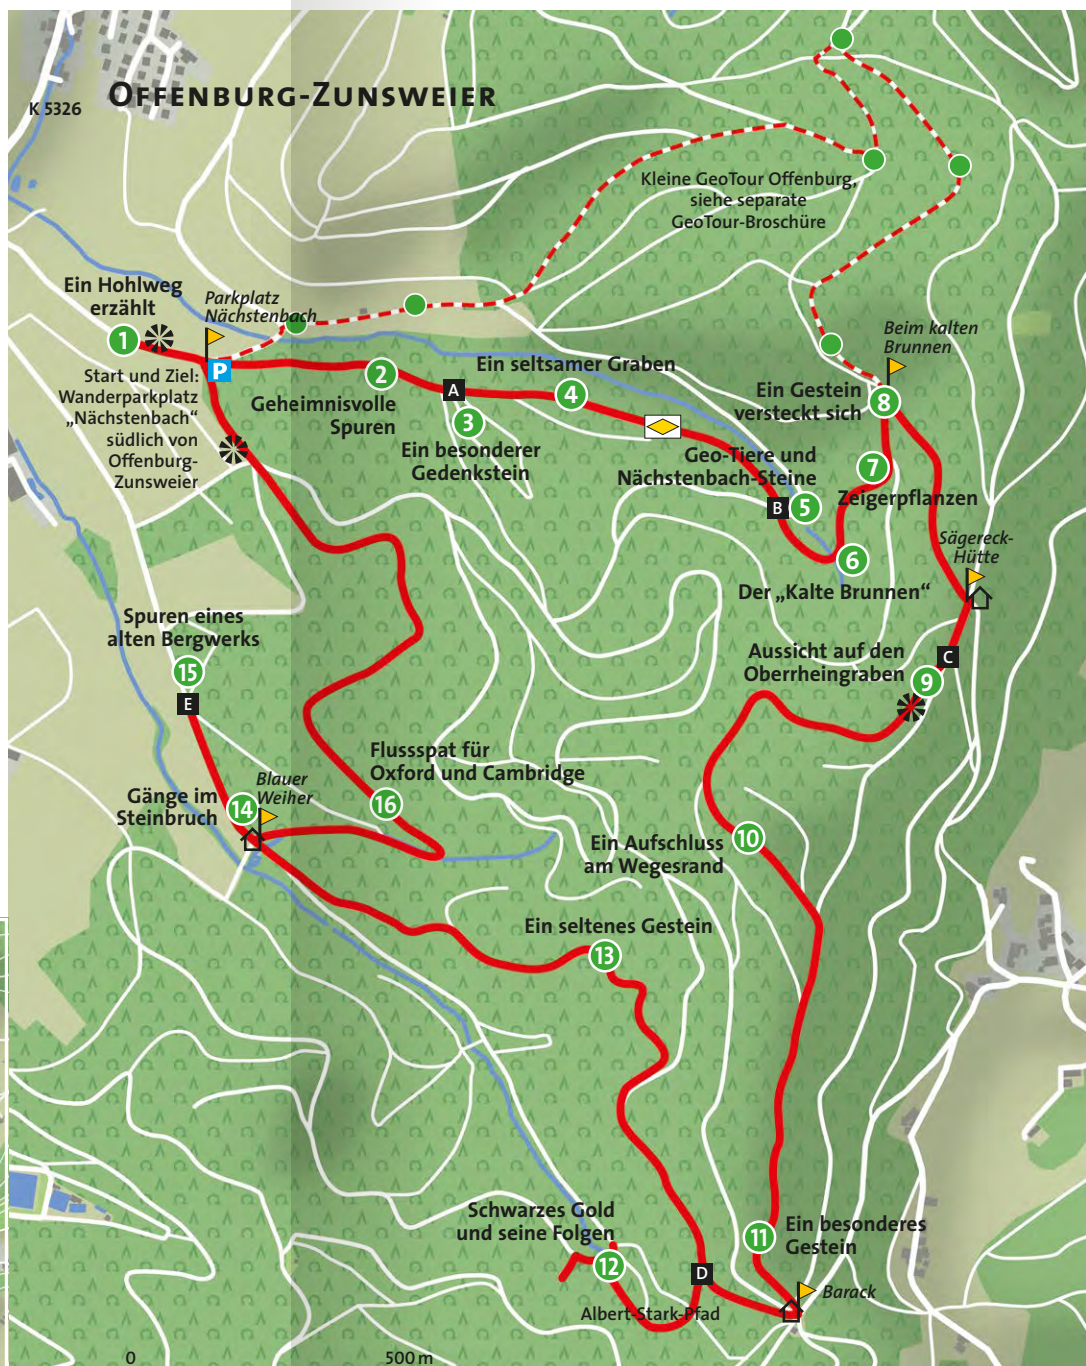 OFFENBURG-ZUNSWEIER
K 5326
Kleine GeoTour Offenburg,
siehe separate
GeoTour-Broschüre
Ein Hohlweg
erzählt
1
Parkplatz
Nächstenbach
P
Start und Ziel:
Wanderparkplatz
„Nächstenbach“
südlich von
Offenburg-
Zunsweier
2
Geheimnisvolle
Spuren
A
3
Ein besonderer
Gedenkstein
Ein seltsamer Graben
4
Beim kalten
Brunnen
Ein Gestein
versteckt sich
8
7
Zeigerpflanzen
Geo-Tiere und
Nächstenbach-Steine
B
5
6
Der „Kalte Brunnen“
Sägereck-
Hütte
C
Aussicht auf den
Oberrheingraben
9
Spuren eines
alten Bergwerks
15
E
Flussspat für
Oxford und Cambridge
16
Blauer
Weiher
Gänge im
Steinbruch
14
Ein Aufschluss
am Wegesrand
10
Ein seltenes Gestein
13
Schwarzes Gold
und seine Folgen
12
11
Ein besonderes
Gestein
D
Barack
Albert-Stark-Pfad
0
500 m